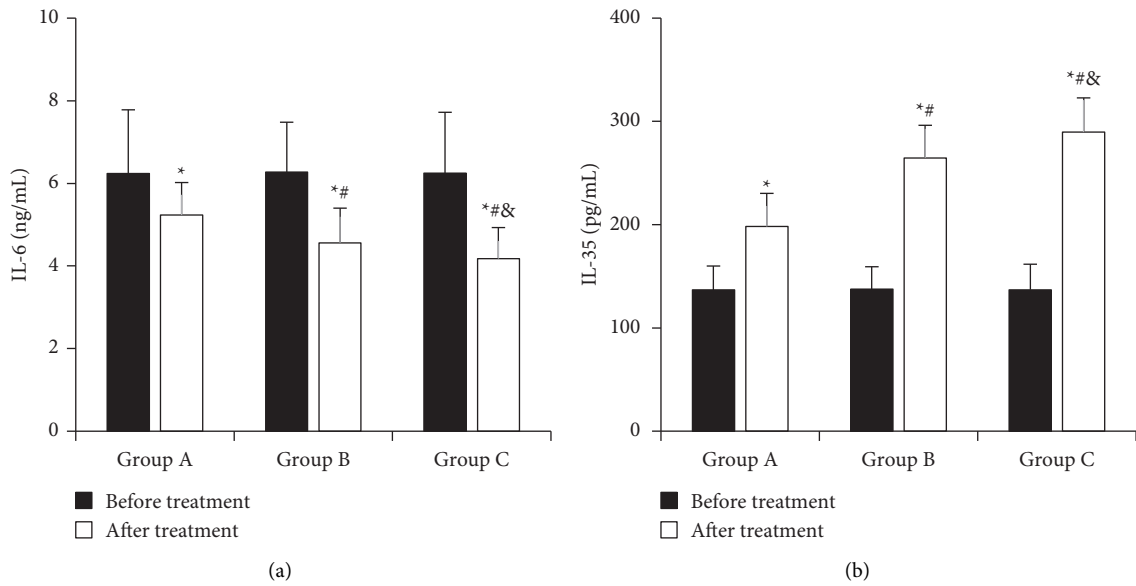 10
8
6
4
2
0
IL-6 (ng/mL)
*
*#
*#&
Group A
Group B
Group C
Before treatment
After treatment
(a)
400
300
200
100
0
IL-35 (pg/mL)
*
*#
*#&
Group A
Group B
Group C
Before treatment
After treatment
(b)